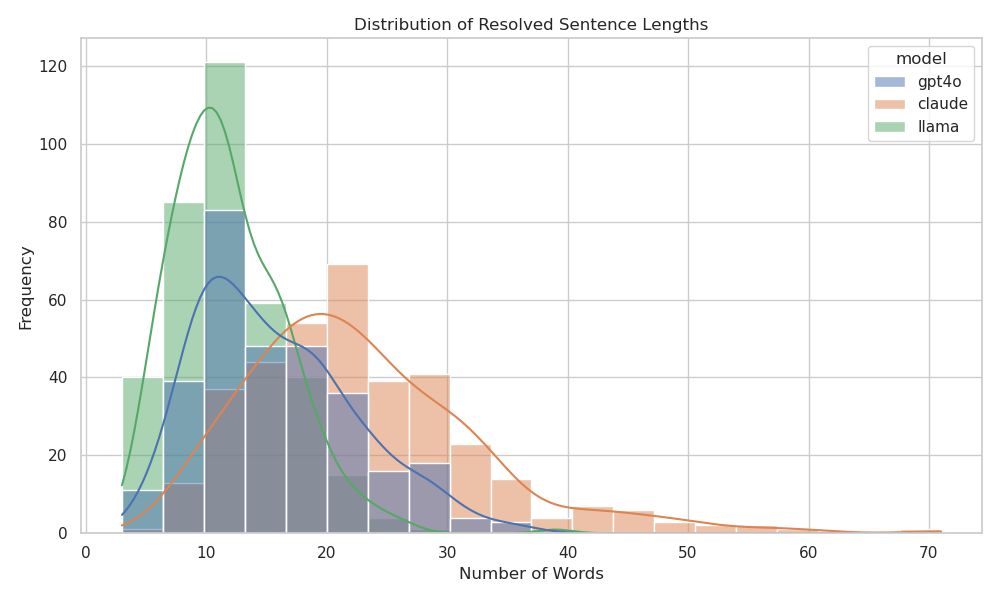 Distribution of Resolved Sentence Lengths
model
gpt4o
claude
llama
Frequency
120
100
80
60
40
20
0
0 10 20 30 40 50 60 70
Number of Words